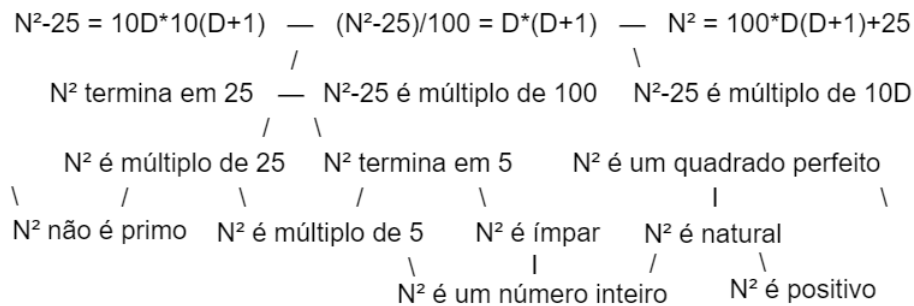 N²-25 = 10D*10(D+1) — (N²-25)/100 = D*(D+1) — N² = 100*D(D+1)+25
/ \
N² termina em 25 — N²-25 é múltiplo de 100 N²-25 é múltiplo de 10D
/ \
N² é múltiplo de 25 N² termina em 5 N² é um quadrado perfeito
\ / \ / \ | \
N² não é primo N² é múltiplo de 5 N² é ímpar N² é natural
\ | / \
N² é um número inteiro N² é positivo